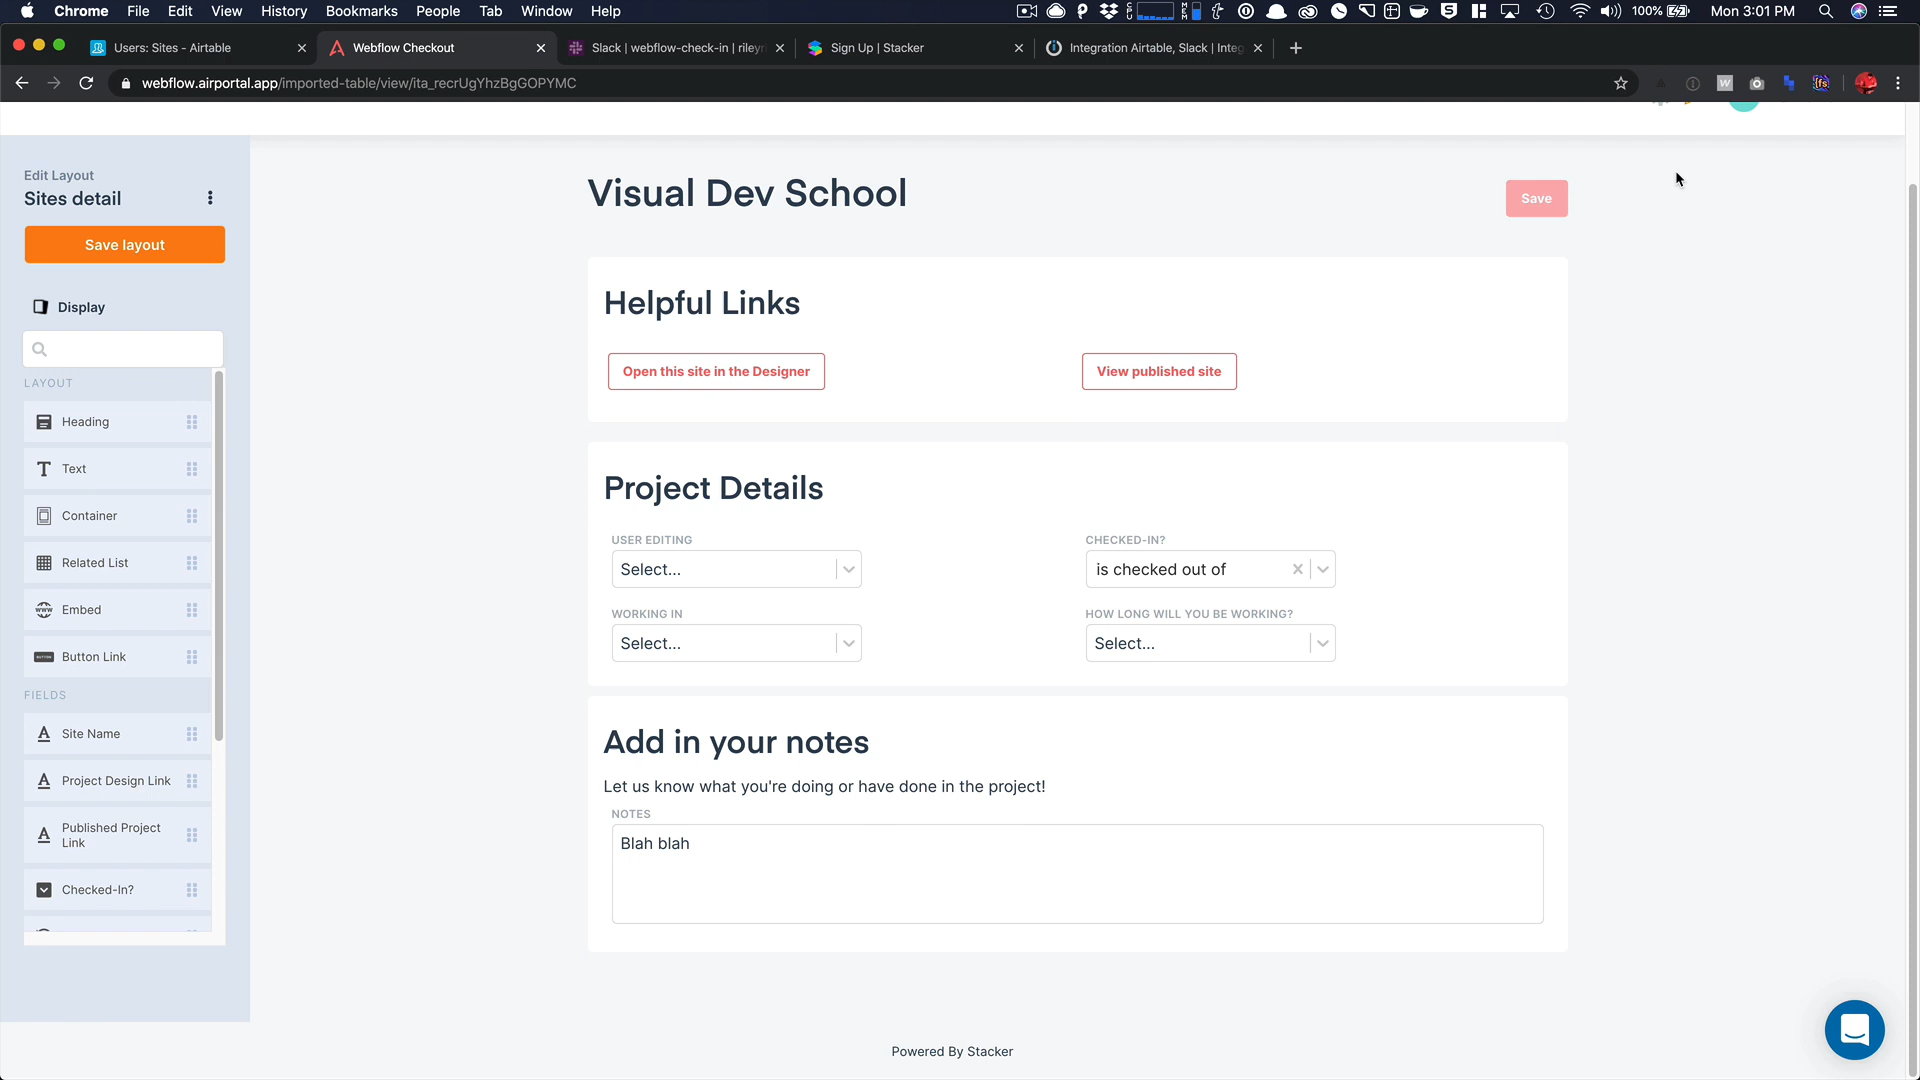 Chrome File Edit View History Bookmarks People Tab Window Help
100%
Mon 3:01 PM
Users: Sites - Airtable
Webflow Checkout
Slack | webflow-check-in | riley
Sign Up | Stacker
Integration Airtable, Slack | Integ
webflow.airportal.app/imported-table/view/ita_recrUgYhzBgGOPYMC
Edit Layout
Sites detail
Save layout
Display
LAYOUT
Heading
Text
Container
Related List
Embed
Button Link
FIELDS
Site Name
Project Design Link
Published Project
Link
Checked-In?
Visual Dev School
Save
Helpful Links
Open this site in the Designer
View published site
Project Details
USER EDITING
Select...
CHECKED-IN?
is checked out of
WORKING IN
Select...
HOW LONG WILL YOU BE WORKING?
Select...
Add in your notes
Let us know what you're doing or have done in the project!
NOTES
Blah blah
Powered By Stacker